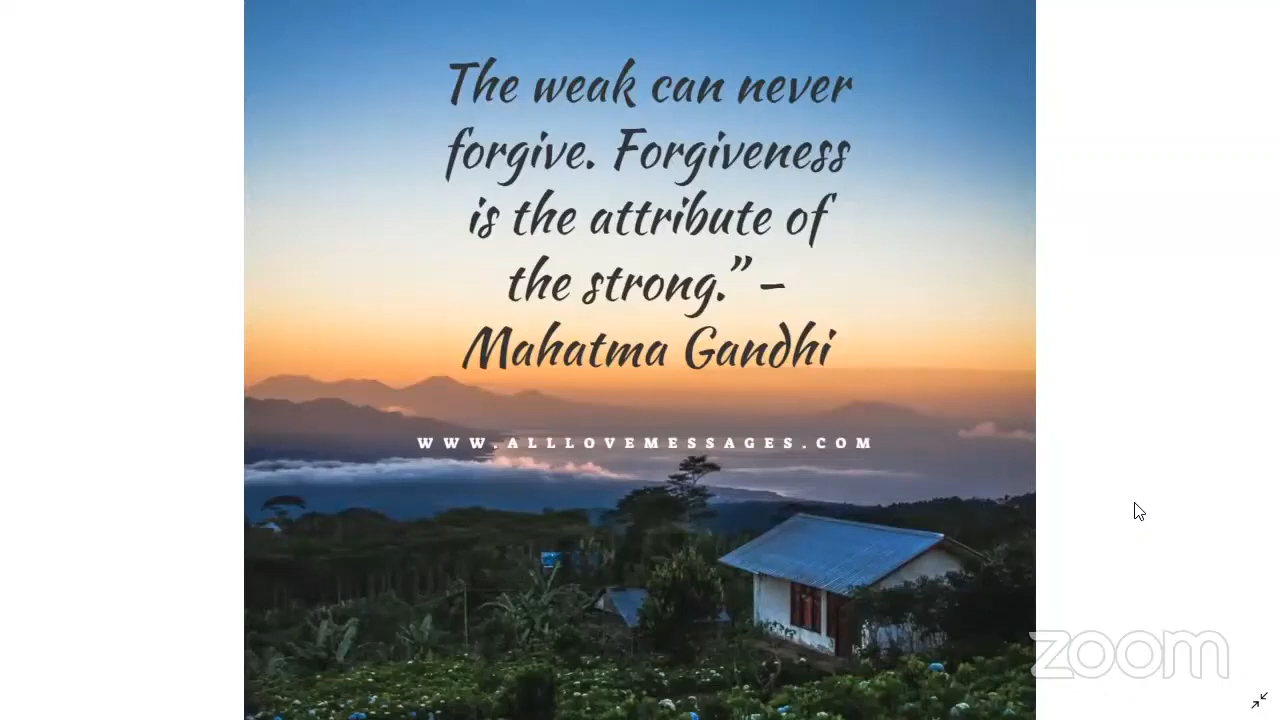 The weak can never
forgive. Forgiveness
is the attribute of
the strong.” –
Mahatma Gandhi
WWW.ALLLOVEMESSAGES.COM
zoom